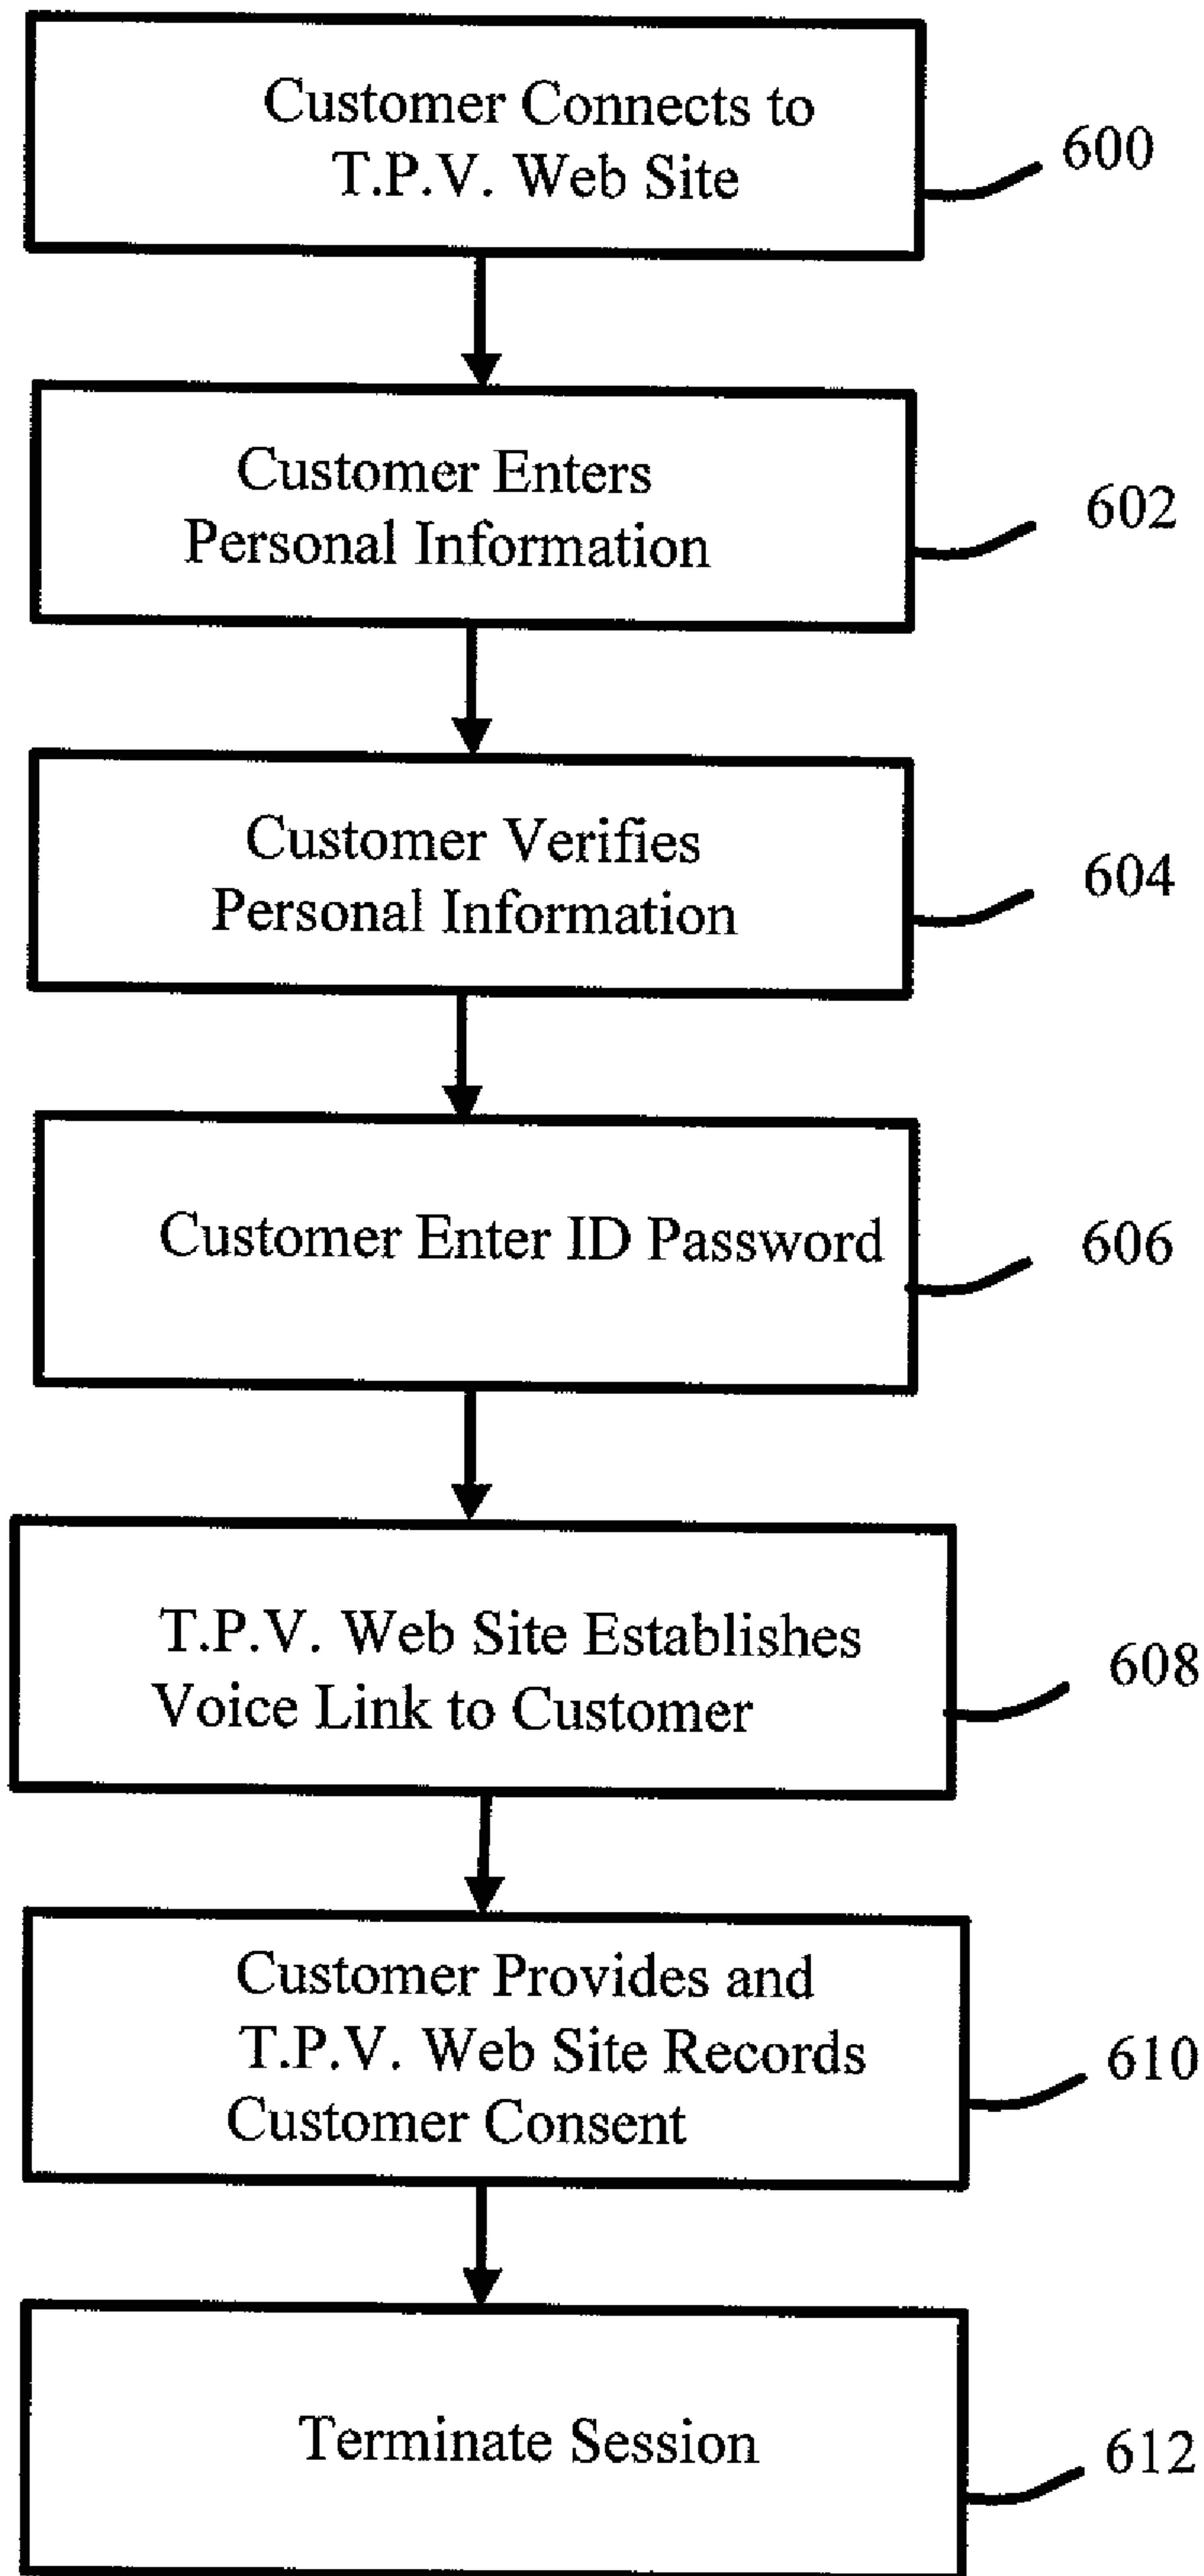 Customer Connects to
T.P.V. Web Site
600
Customer Enters
Personal Information
602
Customer Verifies
Personal Information
604
Customer Enter ID Password
606
T.P.V. Web Site Establishes
Voice Link to Customer
608
Customer Provides and
T.P.V. Web Site Records
Customer Consent
610
Terminate Session
612